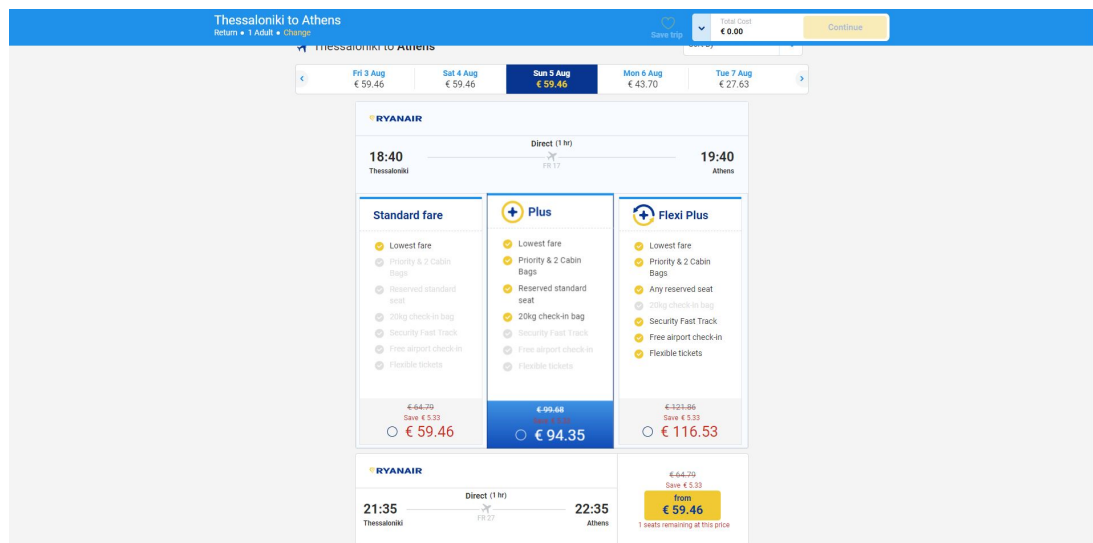 Thessaloniki to Athens
Return • 1 Adult • Change
Save trip
Total Cost
€ 0.00
Continue
Thessaloniki to Athens
Sort By
Fri 3 Aug
€ 59.46
Sat 4 Aug
€ 59.46
Sun 5 Aug
€ 59.46
Mon 6 Aug
€ 43.70
Tue 7 Aug
€ 27.63
RYANAIR
Direct (1 hr)
18:40
19:40
Thessaloniki
FR 17
Athens
Standard fare
Lowest fare
Priority & 2 Cabin
Bags
Reserved standard
seat
20kg check-in bag
Security Fast Track
Free airport check-in
Flexible tickets
€ 64.79
Save € 5.33
€ 59.46
Plus
Lowest fare
Priority & 2 Cabin
Bags
Reserved standard
seat
20kg check-in bag
Security Fast Track
Free airport check-in
Flexible tickets
€ 99.68
Save € 5.33
€ 94.35
Flexi Plus
Lowest fare
Priority & 2 Cabin
Bags
Any reserved seat
20kg check-in bag
Security Fast Track
Free airport check-in
Flexible tickets
€ 121.86
Save € 5.33
€ 116.53
RYANAIR
Direct (1 hr)
21:35
22:35
Thessaloniki
FR 27
Athens
€ 64.79
Save € 5.33
from
€ 59.46
1 seats remaining at this price